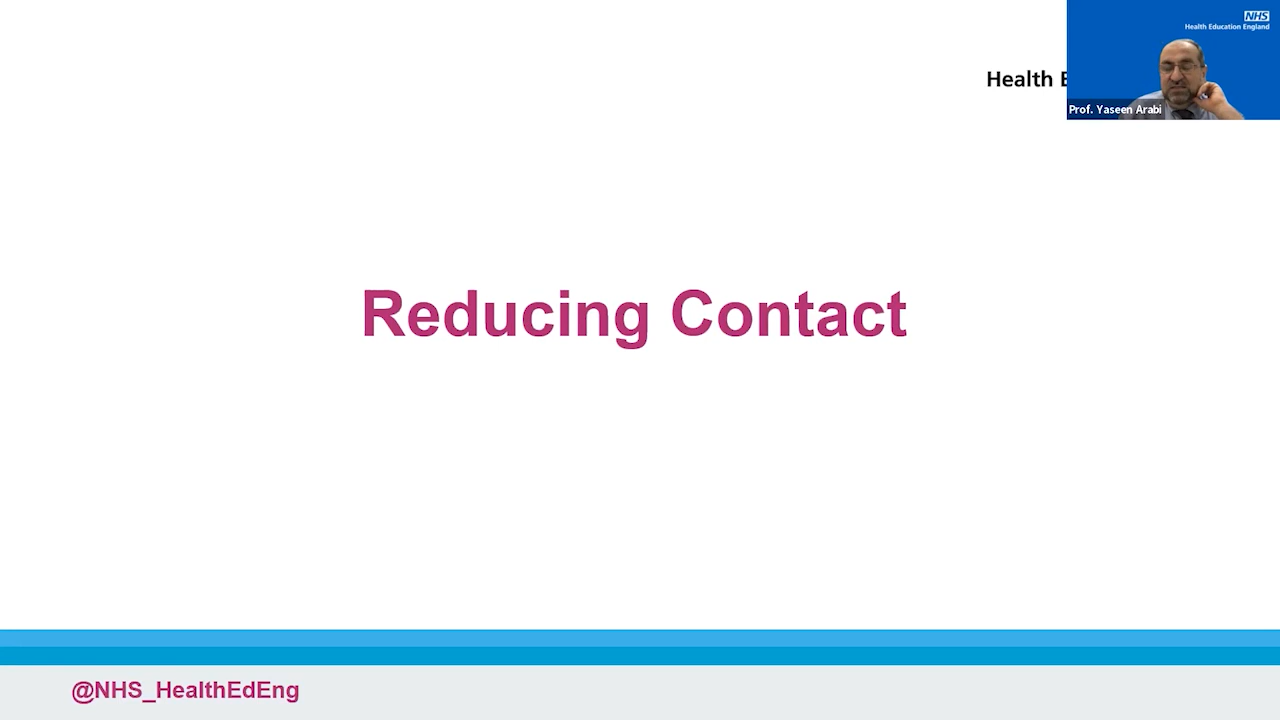 NHS
Health Education England
Health E
Prof. Yaseen Arabi
Reducing Contact
@NHS_HealthEdEng